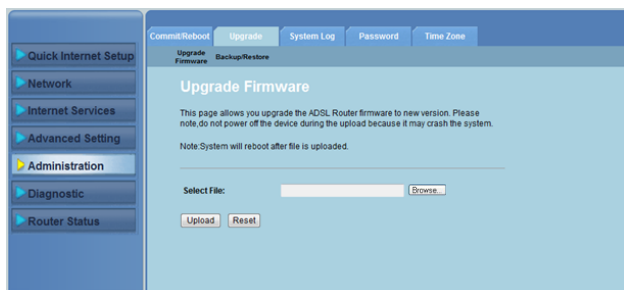 Commit/Reboot Upgrade System Log Password Time Zone
Upgrade Firmware Backup/Restore
Quick Internet Setup
Network
Internet Services
Advanced Setting
Administration
Diagnostic
Router Status
Upgrade Firmware
This page allows you upgrade the ADSL Router firmware to new version. Please
note,do not power off the device during the upload because it may crash the system.
Note:System will reboot after file is uploaded.
Select File: Browse...
Upload Reset